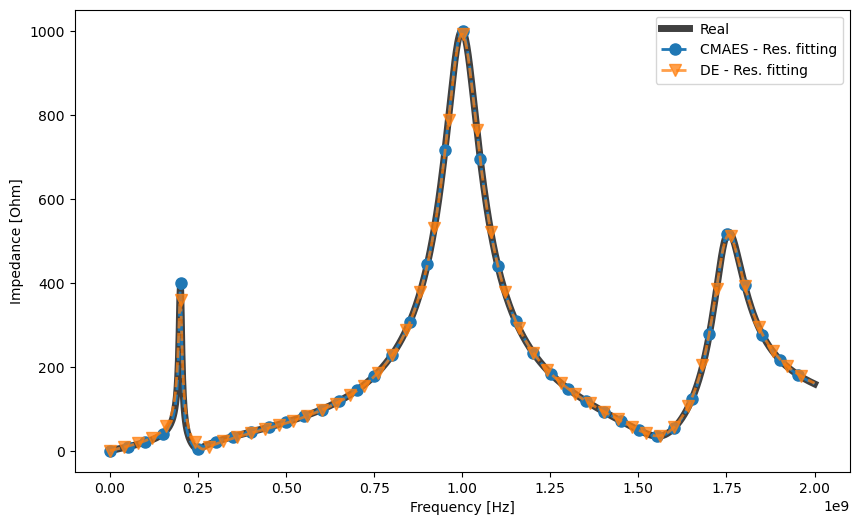 1000
800
600
400
200
0
Impedance [Ohm]
Real
CMAES - Res. fitting
DE - Res. fitting
0.00 0.25 0.50 0.75 1.00 1.25 1.50 1.75 2.00
1e9
Frequency [Hz]